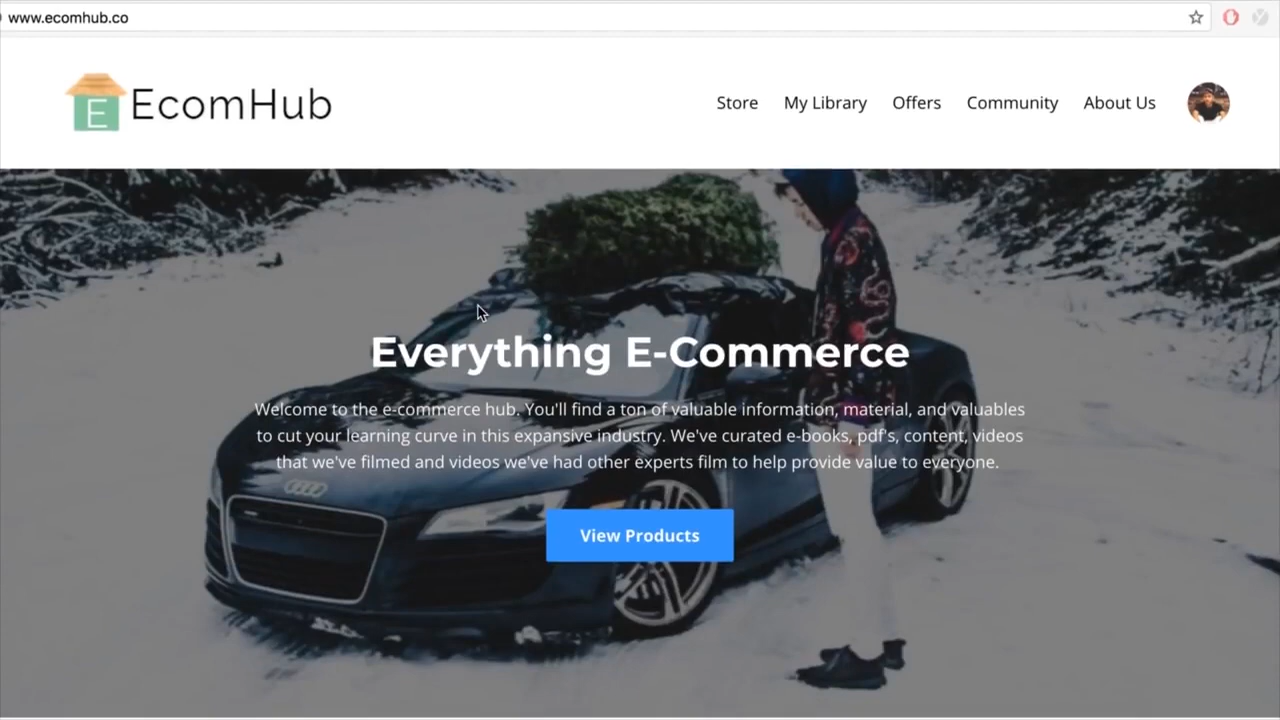 www.ecomhub.co
E EcomHub
Store My Library Offers Community About Us
Everything E-Commerce
Welcome to the e-commerce hub. You'll find a ton of valuable information, material, and valuables
to cut your learning curve in this expansive industry. We've curated e-books, pdf's, content, videos
that we've filmed and videos we've had other experts film to help provide value to everyone.
View Products